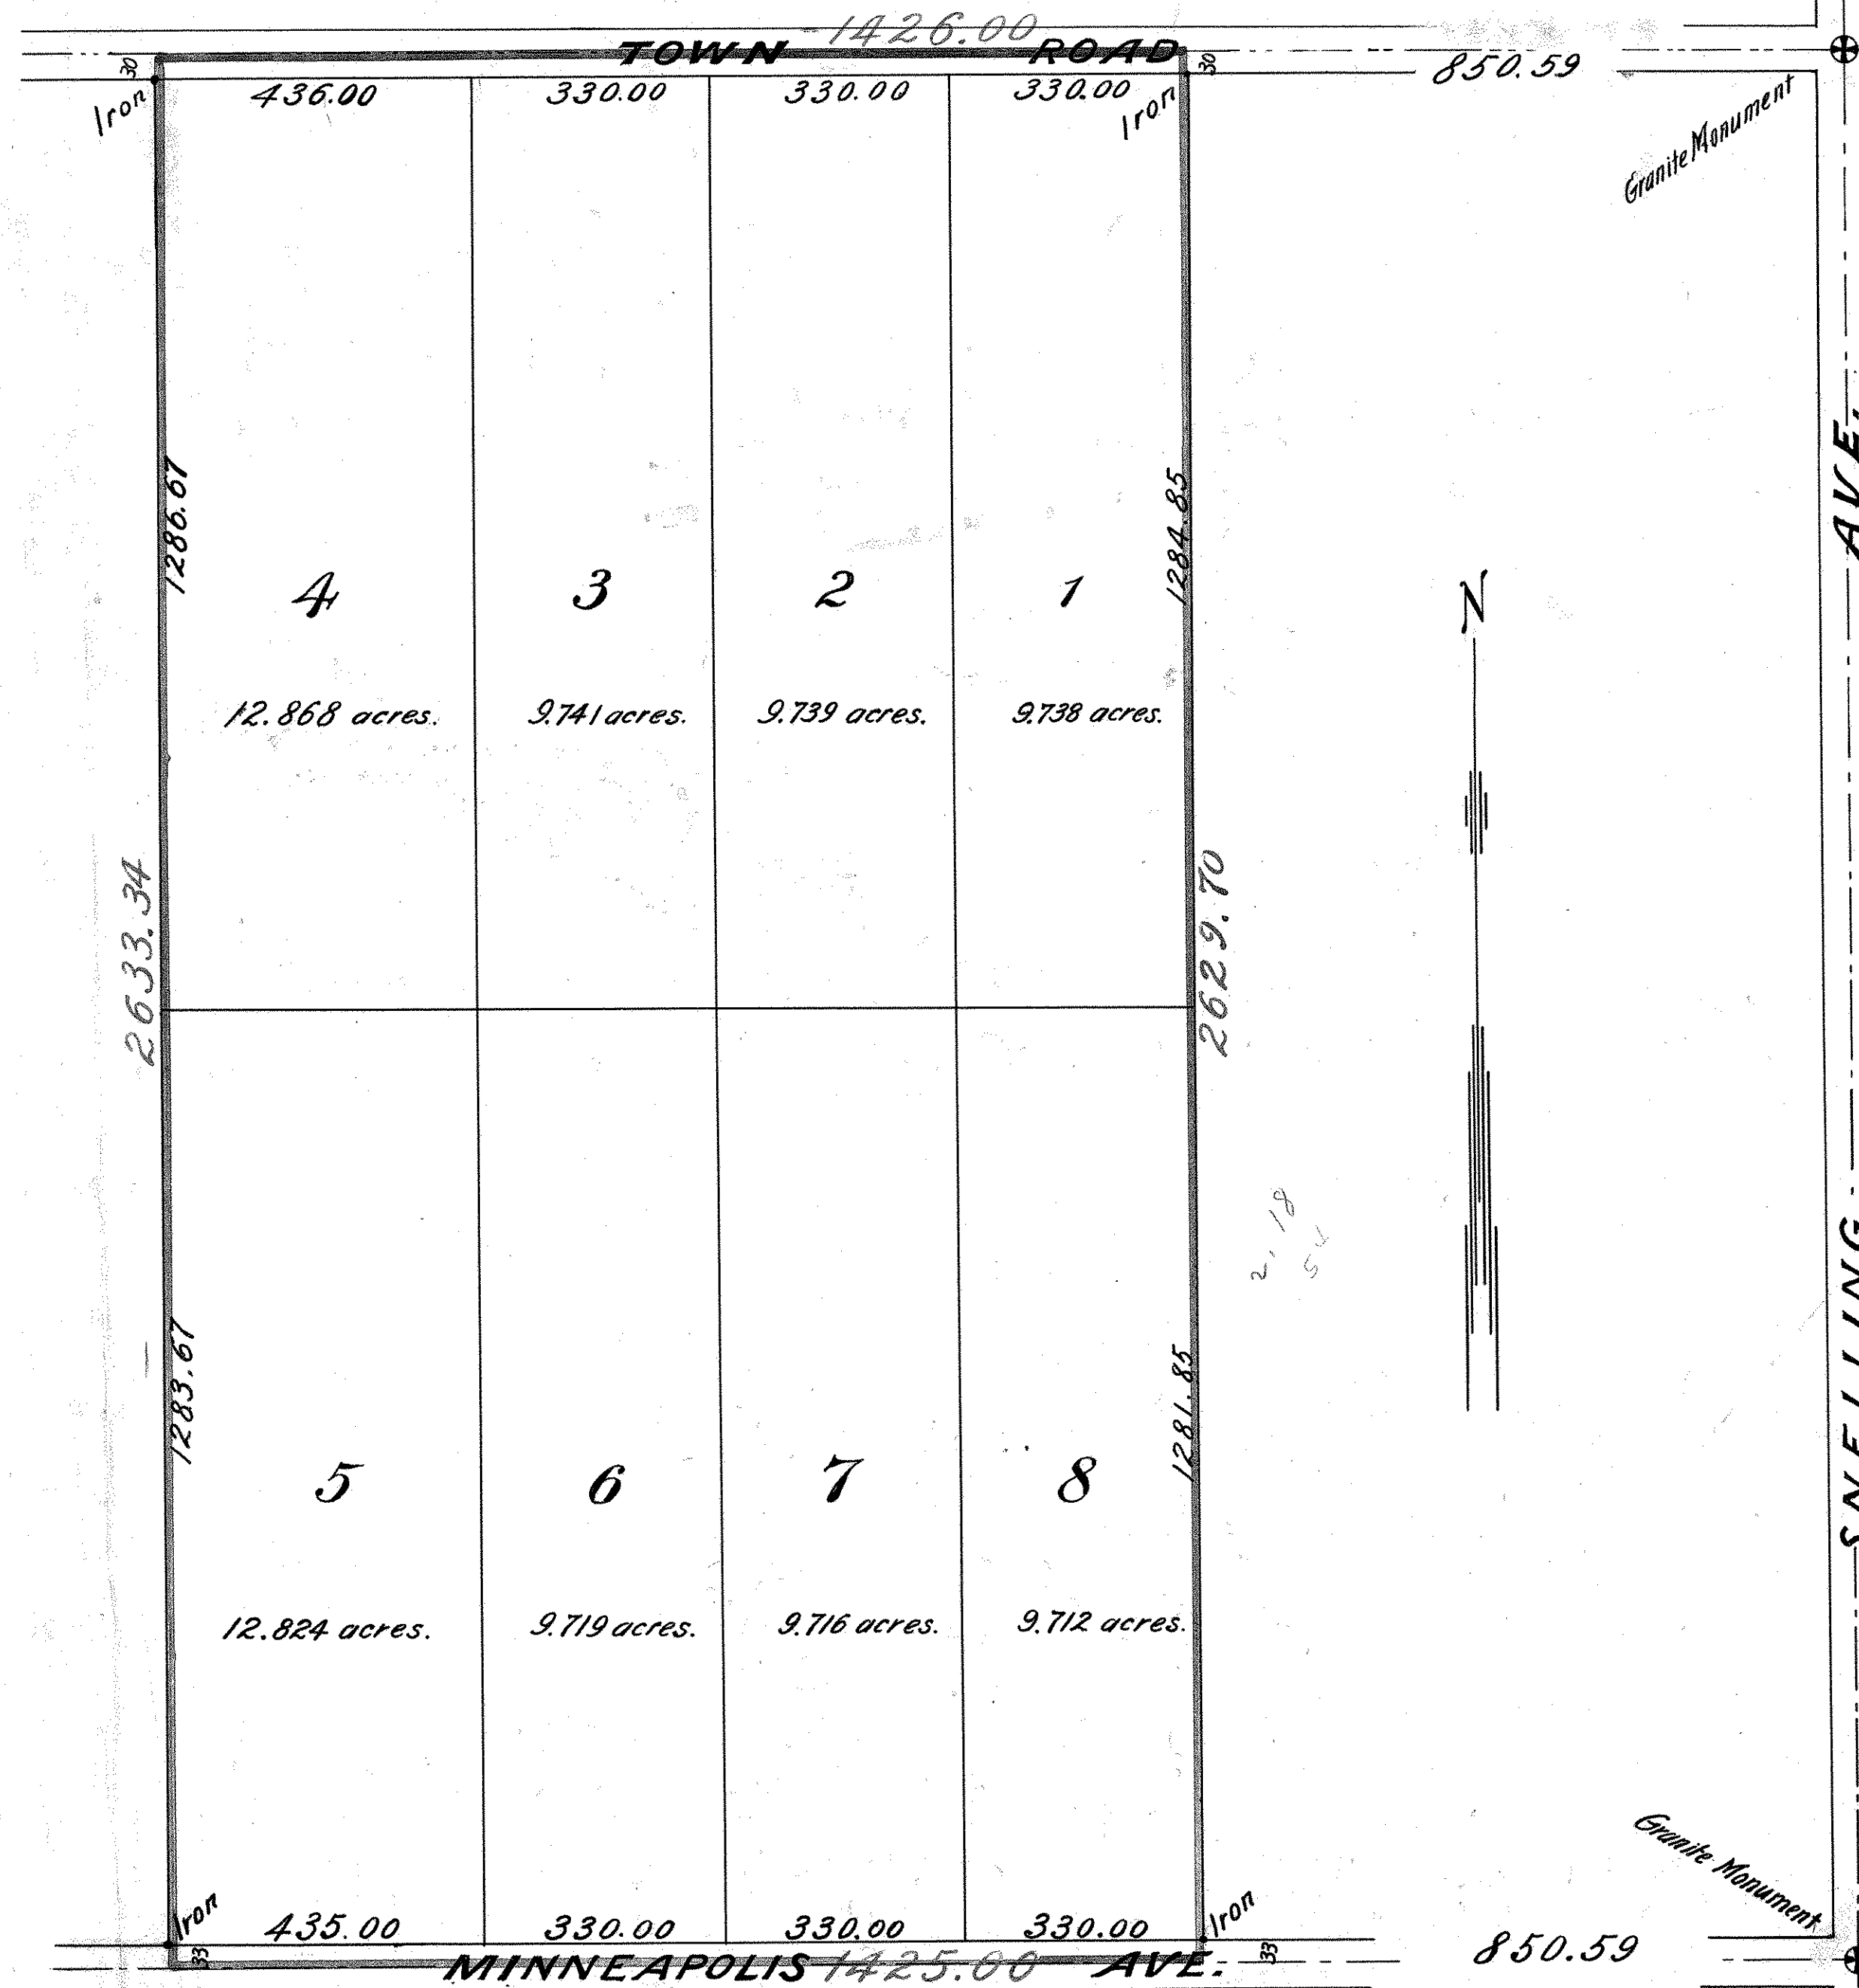 1426.00
TOWN ROAD
30
30
850.59
436.00
330.00
330.00
330.00
Iron
Iron
Granite Monument
AVE.
1286.67
1284.85
4
3
2
1
N
12.868 acres.
9.741 acres.
9.739 acres.
9.738 acres.
2633.34
2629.70
2.18
SNELLING
1283.67
1281.85
5
6
7
8
12.824 acres.
9.719 acres.
9.716 acres.
9.712 acres.
Granite Monument
Iron
Iron
435.00
330.00
330.00
330.00
850.59
33
33
MINNEAPOLIS 1425.00 AVE.